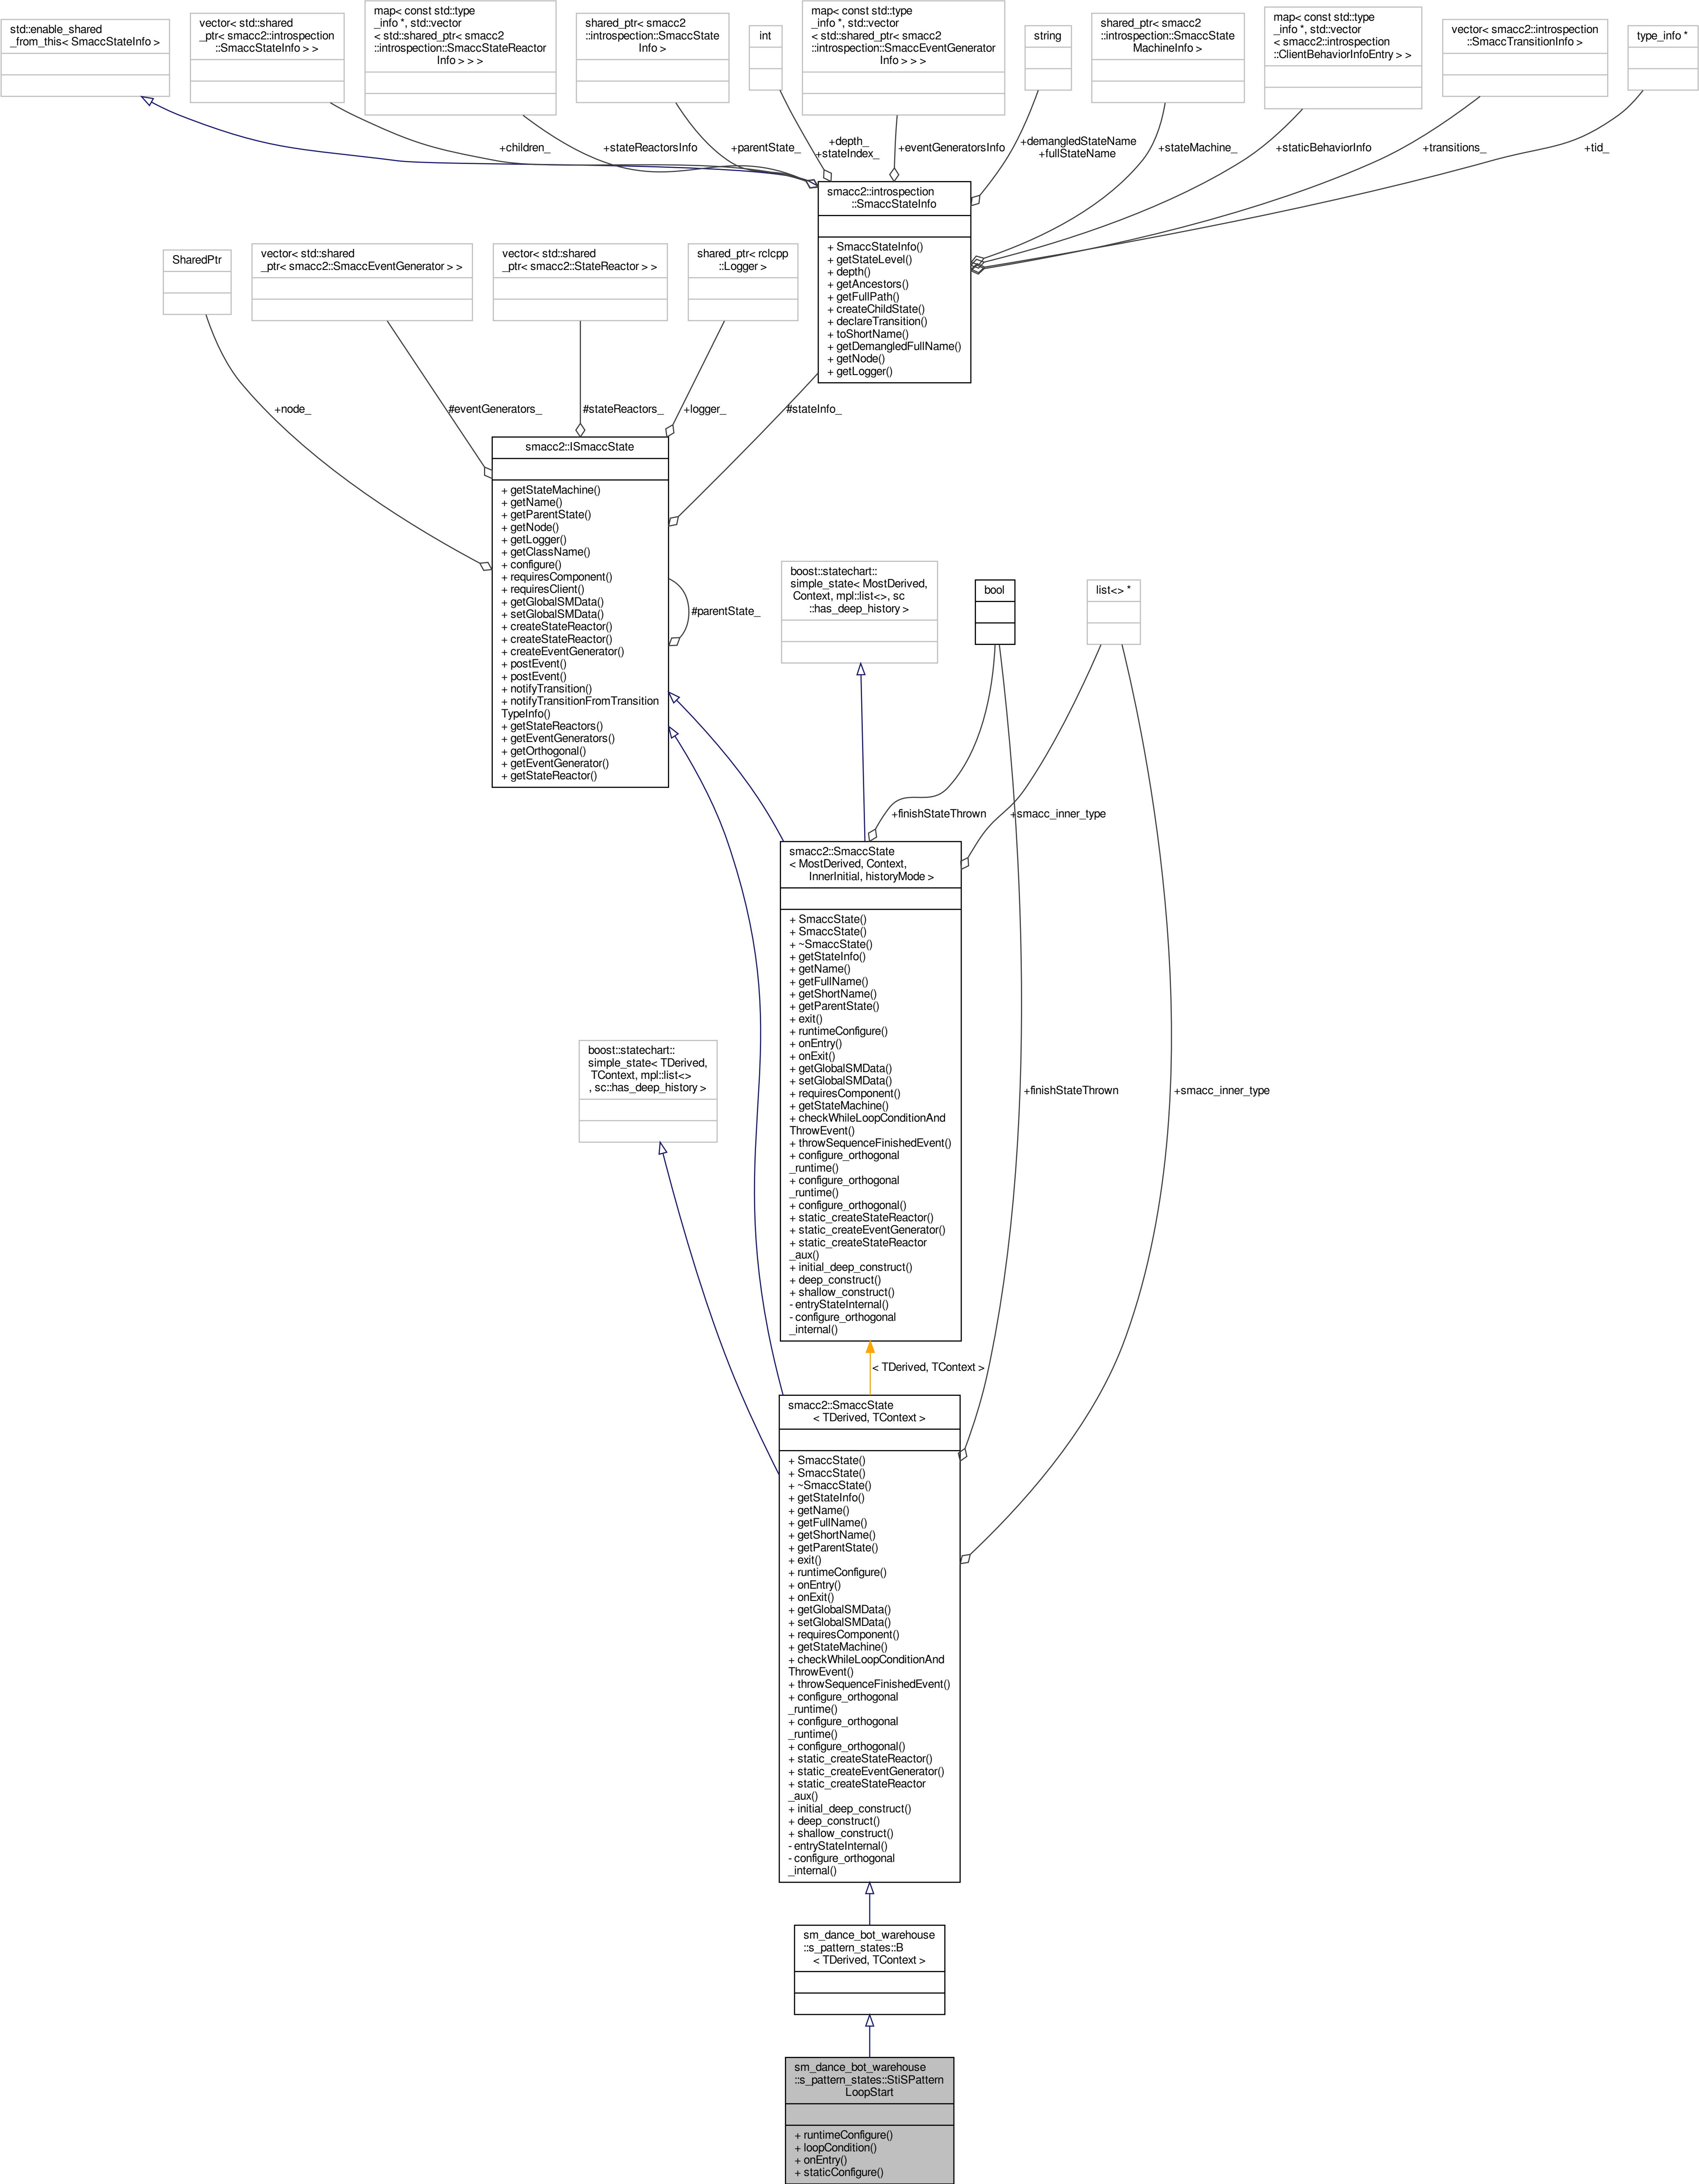 std::enable_shared
_from_this< SmaccStateInfo >
vector< std::shared
_ptr< smacc2::introspection
::SmaccStateInfo > >
map< const std::type
_info *, std::vector
< std::shared_ptr< smacc2
::introspection::SmaccStateReactor
Info > > >
shared_ptr< smacc2
::introspection::SmaccState
Info >
int
map< const std::type
_info *, std::vector
< std::shared_ptr< smacc2
::introspection::SmaccEventGenerator
Info > > >
string
shared_ptr< smacc2
::introspection::SmaccState
MachineInfo >
map< const std::type
_info *, std::vector
< smacc2::introspection
::ClientBehaviorInfoEntry > >
vector< smacc2::introspection
::SmaccTransitionInfo >
type_info *
+children_
+stateReactorsInfo
+parentState_
+depth_
+stateIndex_
+eventGeneratorsInfo
+demangledStateName
+fullStateName
+stateMachine_
+staticBehaviorInfo
+transitions_
+tid_
smacc2::introspection
::SmaccStateInfo
+ SmaccStateInfo()
+ getStateLevel()
+ depth()
+ getAncestors()
+ getFullPath()
+ createChildState()
+ declareTransition()
+ toShortName()
+ getDemangledFullName()
+ getNode()
+ getLogger()
SharedPtr
vector< std::shared
_ptr< smacc2::SmaccEventGenerator > >
vector< std::shared
_ptr< smacc2::StateReactor > >
shared_ptr< rclcpp
::Logger >
+node_
#eventGenerators_
#stateReactors_
+logger_
#stateInfo_
smacc2::ISmaccState
+ getStateMachine()
+ getName()
+ getParentState()
+ getNode()
+ getLogger()
+ getClassName()
+ configure()
+ requiresComponent()
+ requiresClient()
+ getGlobalSMData()
+ setGlobalSMData()
+ createStateReactor()
+ createStateReactor()
+ createEventGenerator()
+ postEvent()
+ postEvent()
+ notifyTransition()
+ notifyTransitionFromTransition
TypeInfo()
+ getStateReactors()
+ getEventGenerators()
+ getOrthogonal()
+ getEventGenerator()
+ getStateReactor()
#parentState_
boost::statechart::
simple_state< MostDerived,
Context, mpl::list<>, sc
::has_deep_history >
bool
list<> *
+finishStateThrown
+smacc_inner_type
smacc2::SmaccState
< MostDerived, Context,
InnerInitial, historyMode >
+ SmaccState()
+ SmaccState()
+ ~SmaccState()
+ getStateInfo()
+ getName()
+ getFullName()
+ getShortName()
+ getParentState()
+ exit()
+ runtimeConfigure()
+ onEntry()
+ onExit()
+ getGlobalSMData()
+ setGlobalSMData()
+ requiresComponent()
+ getStateMachine()
+ checkWhileLoopConditionAnd
ThrowEvent()
+ throwSequenceFinishedEvent()
+ configure_orthogonal
_runtime()
+ configure_orthogonal
_runtime()
+ configure_orthogonal()
+ static_createStateReactor()
+ static_createEventGenerator()
+ static_createStateReactor
_aux()
+ initial_deep_construct()
+ deep_construct()
+ shallow_construct()
- entryStateInternal()
- configure_orthogonal
_internal()
boost::statechart::
simple_state< TDerived,
TContext, mpl::list<>
, sc::has_deep_history >
+finishStateThrown
+smacc_inner_type
< TDerived, TContext >
smacc2::SmaccState
< TDerived, TContext >
+ SmaccState()
+ SmaccState()
+ ~SmaccState()
+ getStateInfo()
+ getName()
+ getFullName()
+ getShortName()
+ getParentState()
+ exit()
+ runtimeConfigure()
+ onEntry()
+ onExit()
+ getGlobalSMData()
+ setGlobalSMData()
+ requiresComponent()
+ getStateMachine()
+ checkWhileLoopConditionAnd
ThrowEvent()
+ throwSequenceFinishedEvent()
+ configure_orthogonal
_runtime()
+ configure_orthogonal
_runtime()
+ configure_orthogonal()
+ static_createStateReactor()
+ static_createEventGenerator()
+ static_createStateReactor
_aux()
+ initial_deep_construct()
+ deep_construct()
+ shallow_construct()
- entryStateInternal()
- configure_orthogonal
_internal()
sm_dance_bot_warehouse
::s_pattern_states::B
< TDerived, TContext >
sm_dance_bot_warehouse
::s_pattern_states::StiSPattern
LoopStart
+ runtimeConfigure()
+ loopCondition()
+ onEntry()
+ staticConfigure()